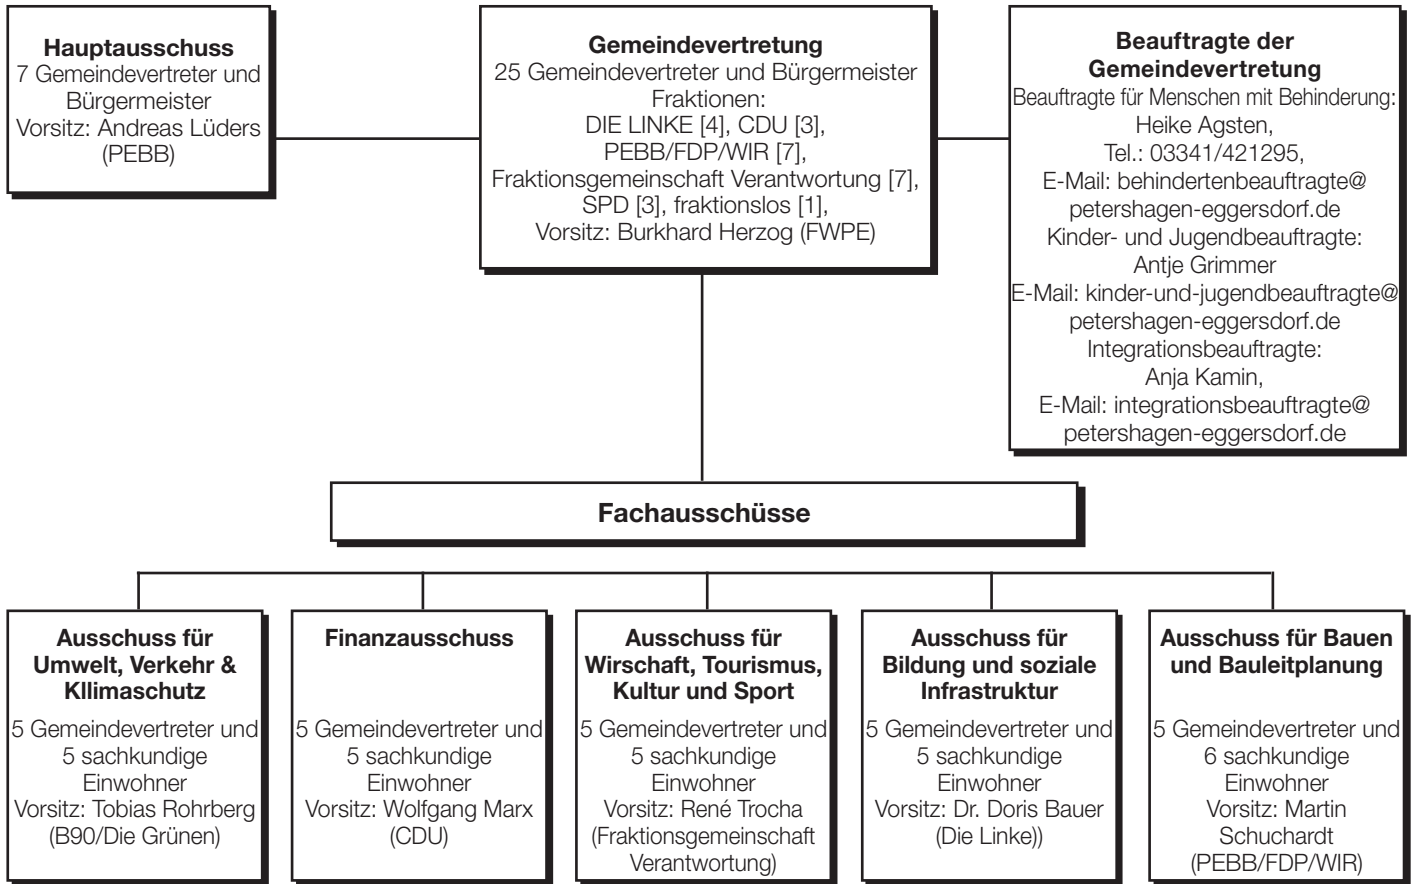 Hauptausschuss
7 Gemeindevertreter und
Bürgermeister
Vorsitz: Andreas Lüders
(PEBB)
Gemeindevertretung
25 Gemeindevertreter und Bürgermeister
Fraktionen:
DIE LINKE [4], CDU [3],
PEBB/FDP/WIR [7],
Fraktionsgemeinschaft Verantwortung [7],
SPD [3], fraktionslos [1],
Vorsitz: Burkhard Herzog (FWPE)
Beauftragte der
Gemeindevertretung
Beauftragte für Menschen mit Behinderung:
Heike Agsten,
Tel.: 03341/421295,
E-Mail: behindertenbeauftragte@
petershagen-eggersdorf.de
Kinder- und Jugendbeauftragte:
Antje Grimmer
E-Mail: kinder-und-jugendbeauftragte@
petershagen-eggersdorf.de
Integrationsbeauftragte:
Anja Kamin,
E-Mail: integrationsbeauftragte@
petershagen-eggersdorf.de
Fachausschüsse
Ausschuss für
Umwelt, Verkehr &
Kllimaschutz
5 Gemeindevertreter und
5 sachkundige
Einwohner
Vorsitz: Tobias Rohrberg
(B90/Die Grünen)
Finanzausschuss
5 Gemeindevertreter und
5 sachkundige
Einwohner
Vorsitz: Wolfgang Marx
(CDU)
Ausschuss für
Wirschaft, Tourismus,
Kultur und Sport
5 Gemeindevertreter und
5 sachkundige
Einwohner
Vorsitz: René Trocha
(Fraktionsgemeinschaft
Verantwortung)
Ausschuss für
Bildung und soziale
Infrastruktur
5 Gemeindevertreter und
5 sachkundige
Einwohner
Vorsitz: Dr. Doris Bauer
(Die Linke))
Ausschuss für Bauen
und Bauleitplanung
5 Gemeindevertreter und
6 sachkundige
Einwohner
Vorsitz: Martin
Schuchardt
(PEBB/FDP/WIR)